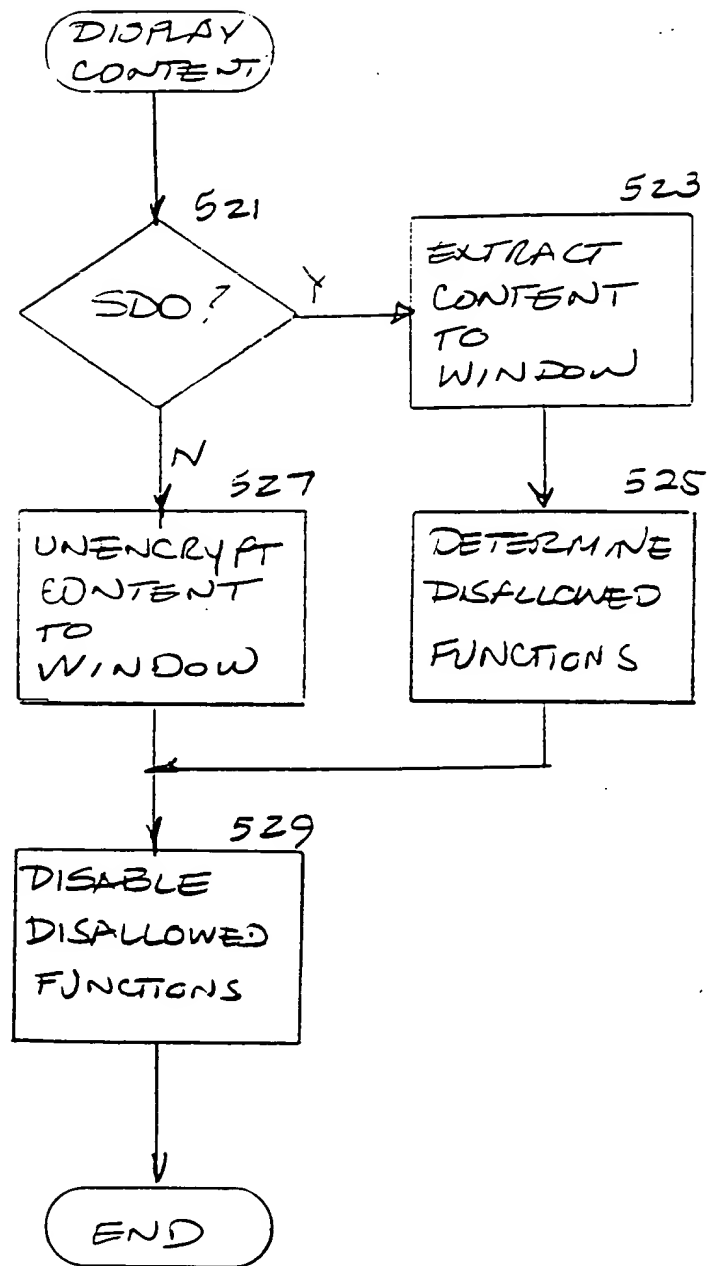 DISPLAY
CONTENT
521
SDO?
Y
523
EXTRACT
CONTENT
TO
WINDOW
N
527
UNENCRYPT
CONTENT
TO
WINDOW
525
DETERMINE
DISALLOWED
FUNCTIONS
529
DISABLE
DISALLOWED
FUNCTIONS
END